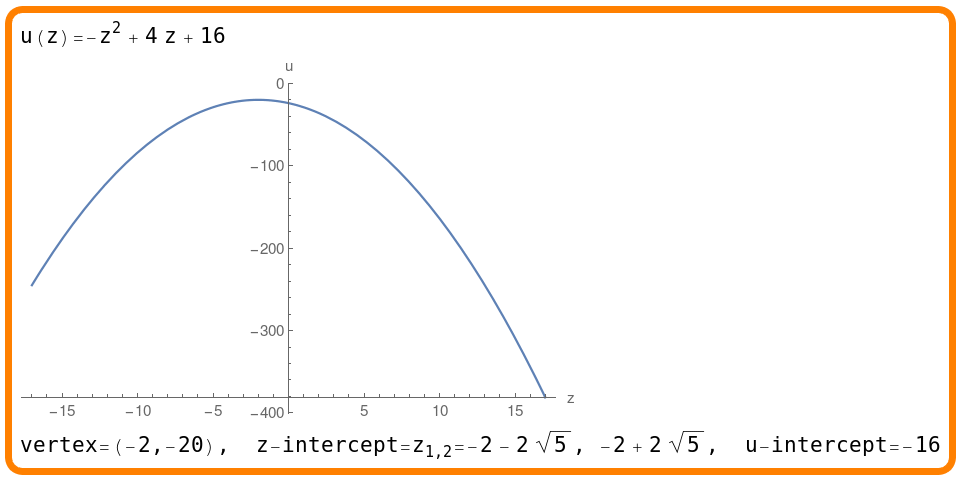 u(z)=-z² + 4 z + 16
u
0
-100
-200
-300
-400
-15 -10 -5 5 10 15 z
vertex=(-2,-20), z-intercept=z₁,₂=-2 - 2 √5, -2 + 2 √5, u-intercept=-16